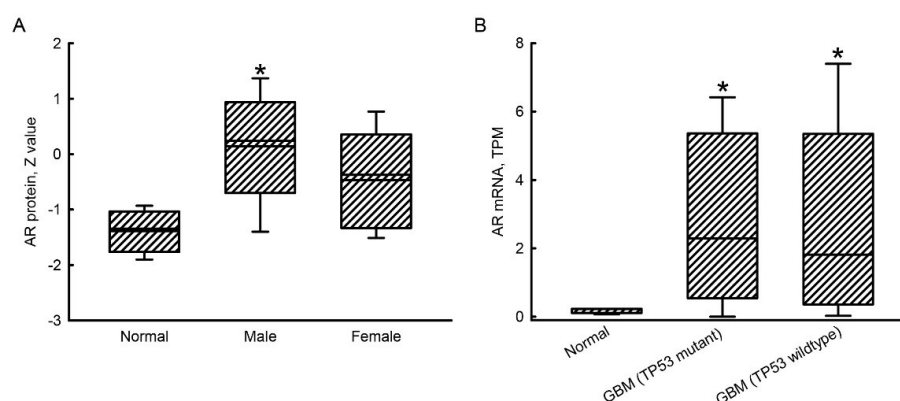 A
AR protein, Z value
2
1
0
-1
-2
-3
*
Normal
Male
Female
B
AR mRNA, TPM
8
6
4
2
0
*
*
Normal
GBM (TP53 mutant)
GBM (TP53 wildtype)